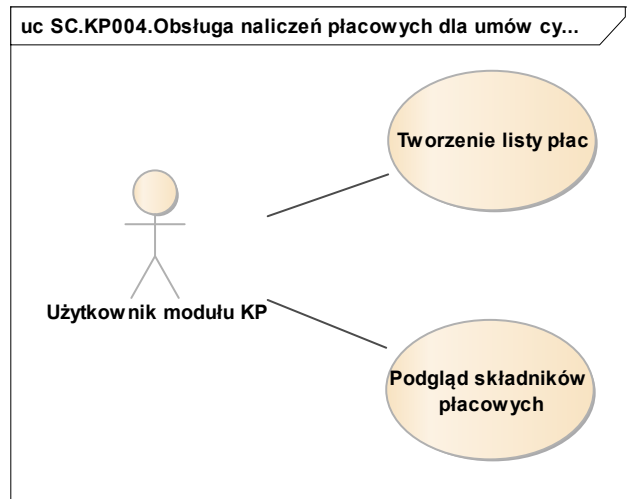 uc SC.KP004.Obsługa naliczeń płacowych dla umów cy...
Tworzenie listy płac
Użytkownik modułu KP
Podgląd składników
płacowych